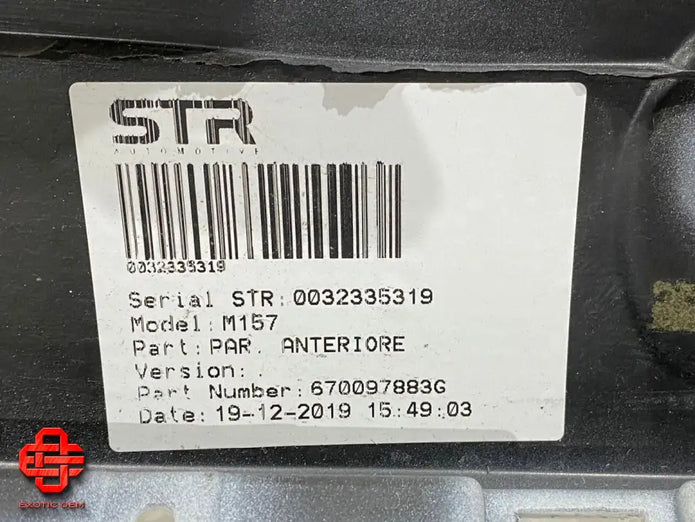 STR
AUTOMOTIVE
0032335319
Serial STR: 0032335319
Model: M157
Part: PAR. ANTERIORE
Version: .
Part Number: 670097883G
Date: 19-12-2019 15:49:03
EXOTIC OEM